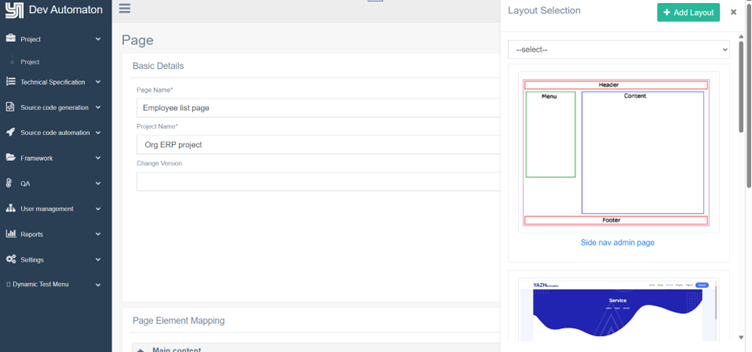 Dev Automaton
Project
Project
Technical Specification
Source code generation
Source code automation
Framework
QA
User management
Reports
Settings
Dynamic Test Menu
Page
Basic Details
Page Name*
Employee list page
Project Name*
Org ERP project
Change Version
Page Element Mapping
Main content
Layout Selection
+ Add Layout
×
--select--
Header
Menu
Content
Footer
Side nav admin page
Service